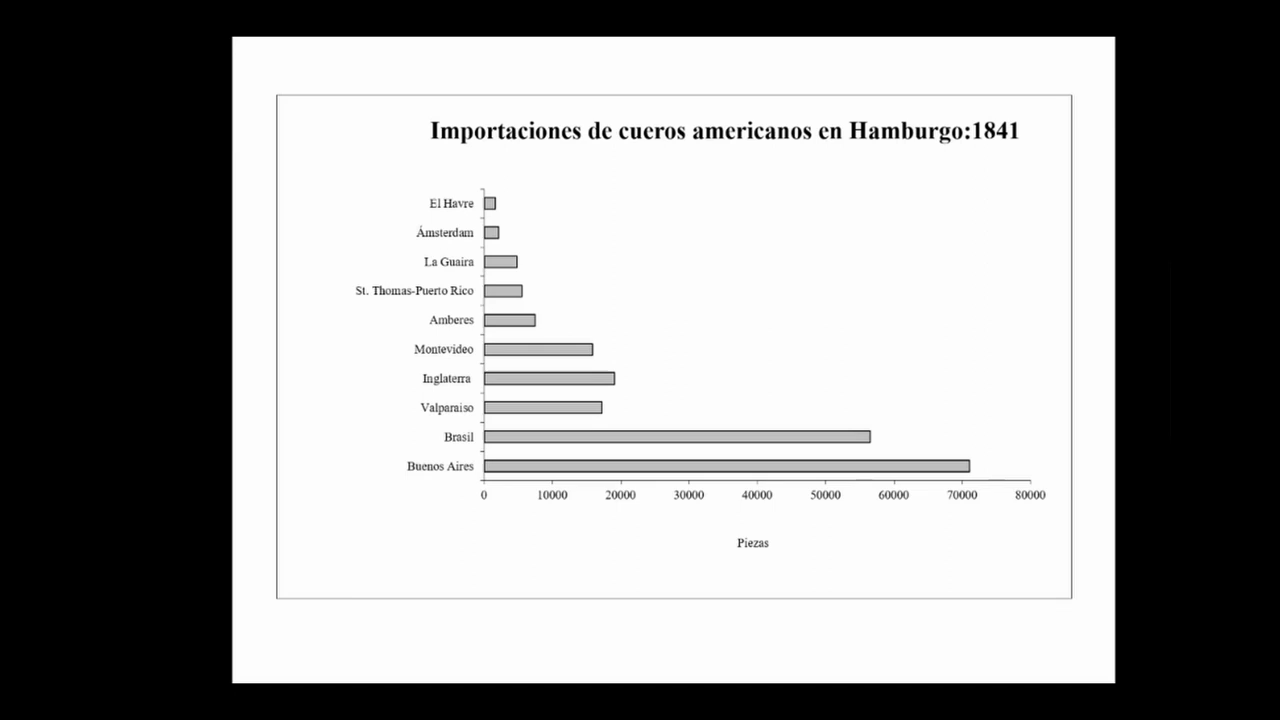 Importaciones de cueros americanos en Hamburgo:1841
El Havre
Ámsterdam
La Guaira
St. Thomas-Puerto Rico
Amberes
Montevideo
Inglaterra
Valparaiso
Brasil
Buenos Aires
0 10000 20000 30000 40000 50000 60000 70000 80000
Piezas